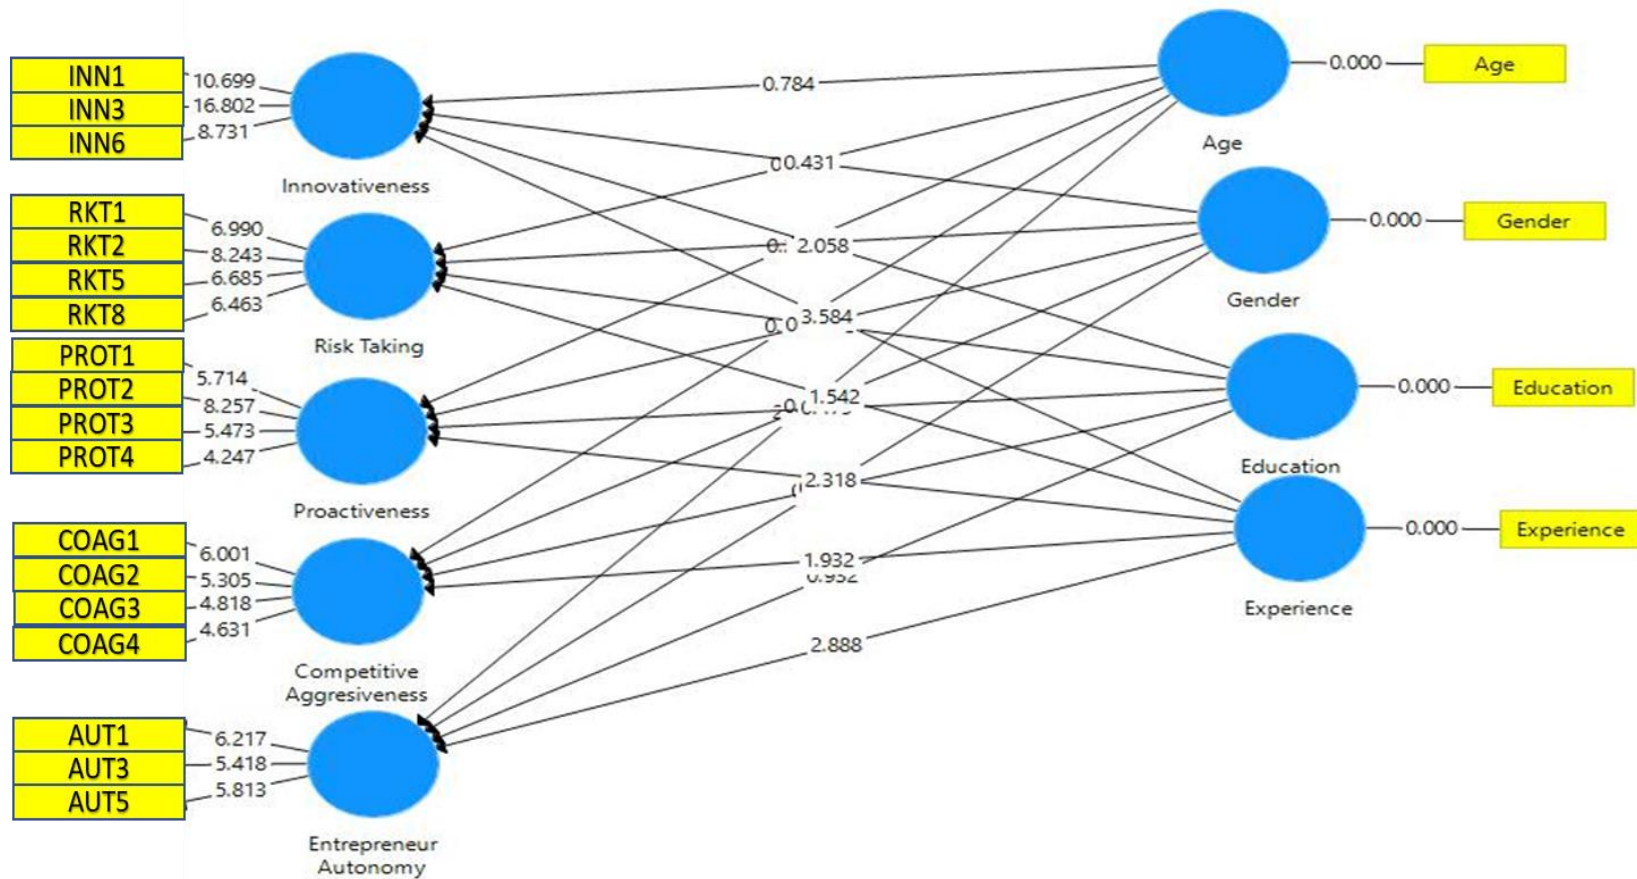 INN1
INN3
INN6
10.699
16.802
8.731
Innovativeness
RKT1
RKT2
RKT5
RKT8
6.990
8.243
6.685
6.463
Risk Taking
PROT1
PROT2
PROT3
PROT4
5.714
8.257
5.473
4.247
Proactiveness
COAG1
COAG2
COAG3
COAG4
6.001
5.305
4.818
4.631
Competitive
Aggresiveness
AUT1
AUT3
AUT5
6.217
5.418
5.813
Entrepreneur
Autonomy
0.784
0.431
2.058
3.584
1.542
2.318
1.932
0.932
2.888
Age
0.000
Age
Gender
0.000
Gender
Education
0.000
Education
Experience
0.000
Experience